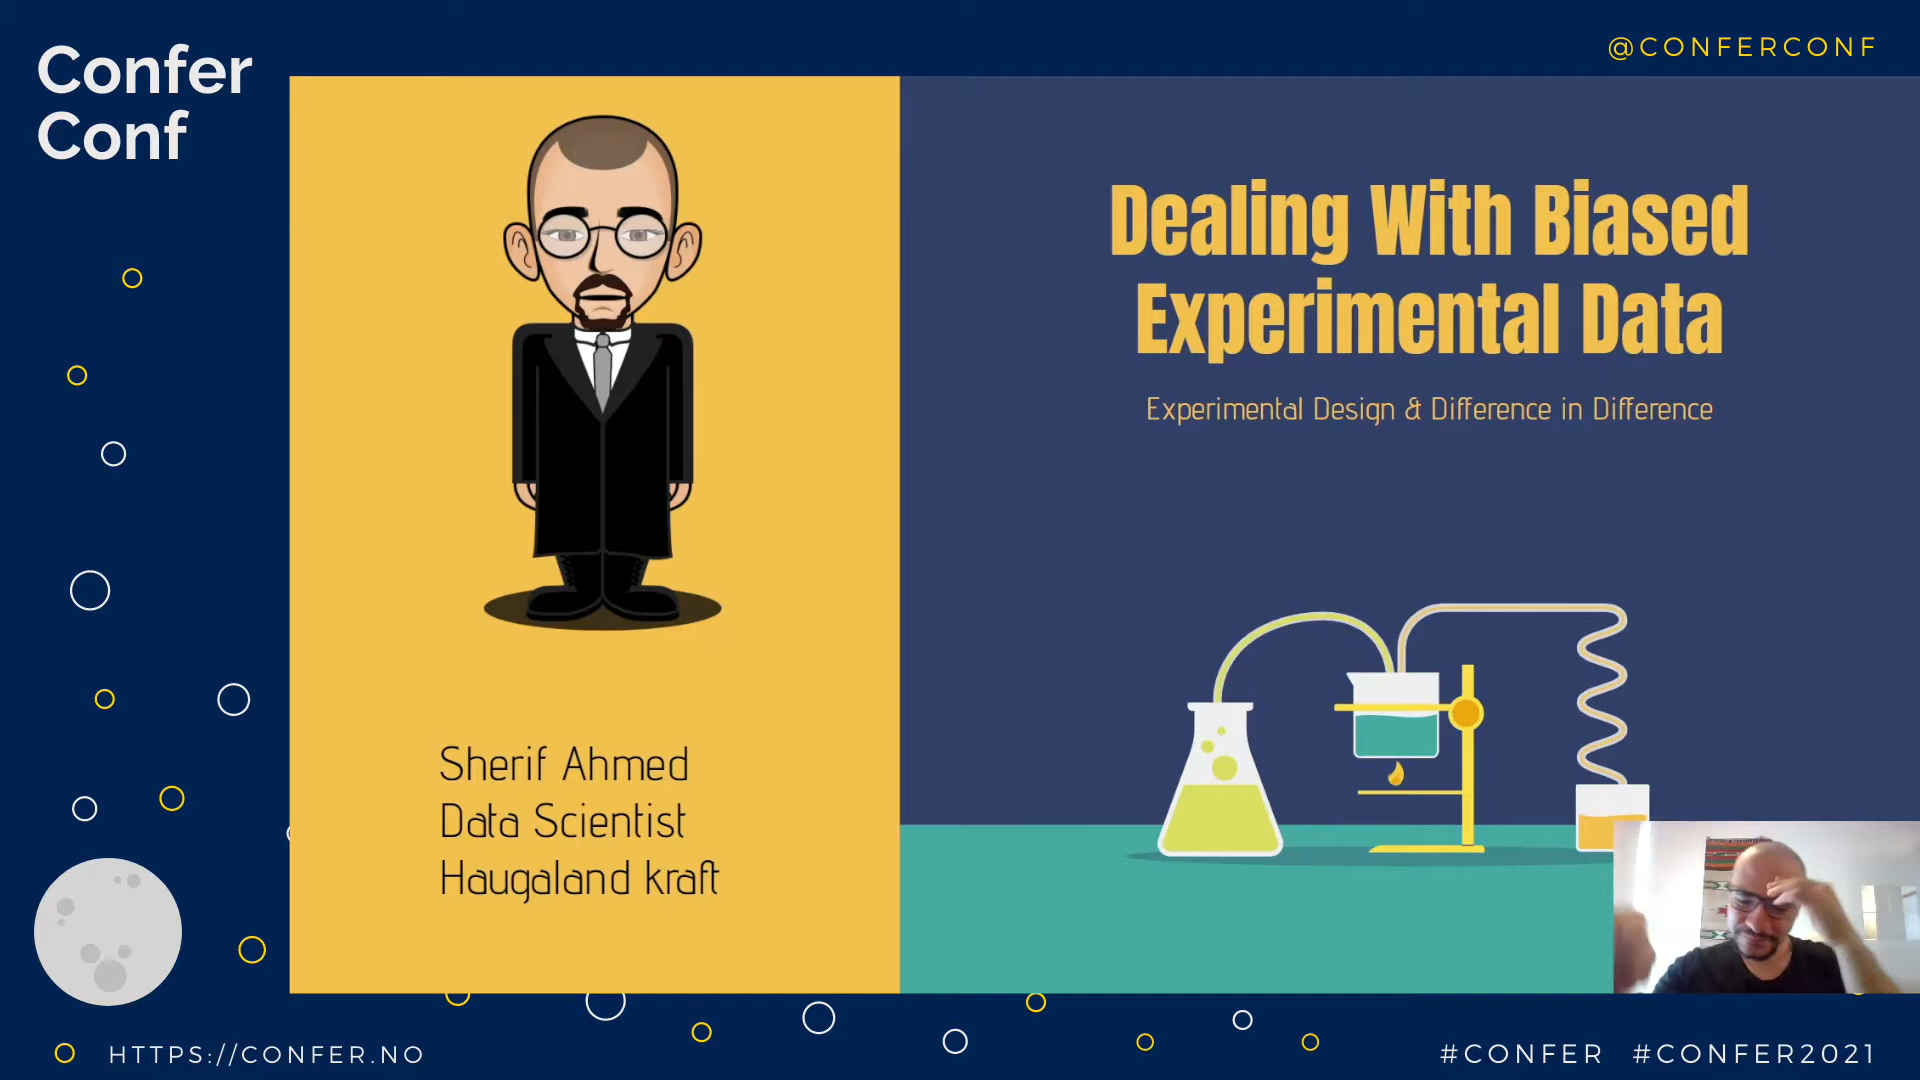 Confer
Conf
@CONFERCONF
Dealing With Biased
Experimental Data
Experimental Design & Difference in Difference
Sherif Ahmed
Data Scientist
Haugaland kraft
HTTPS://CONFER.NO
#CONFER #CONFER2021